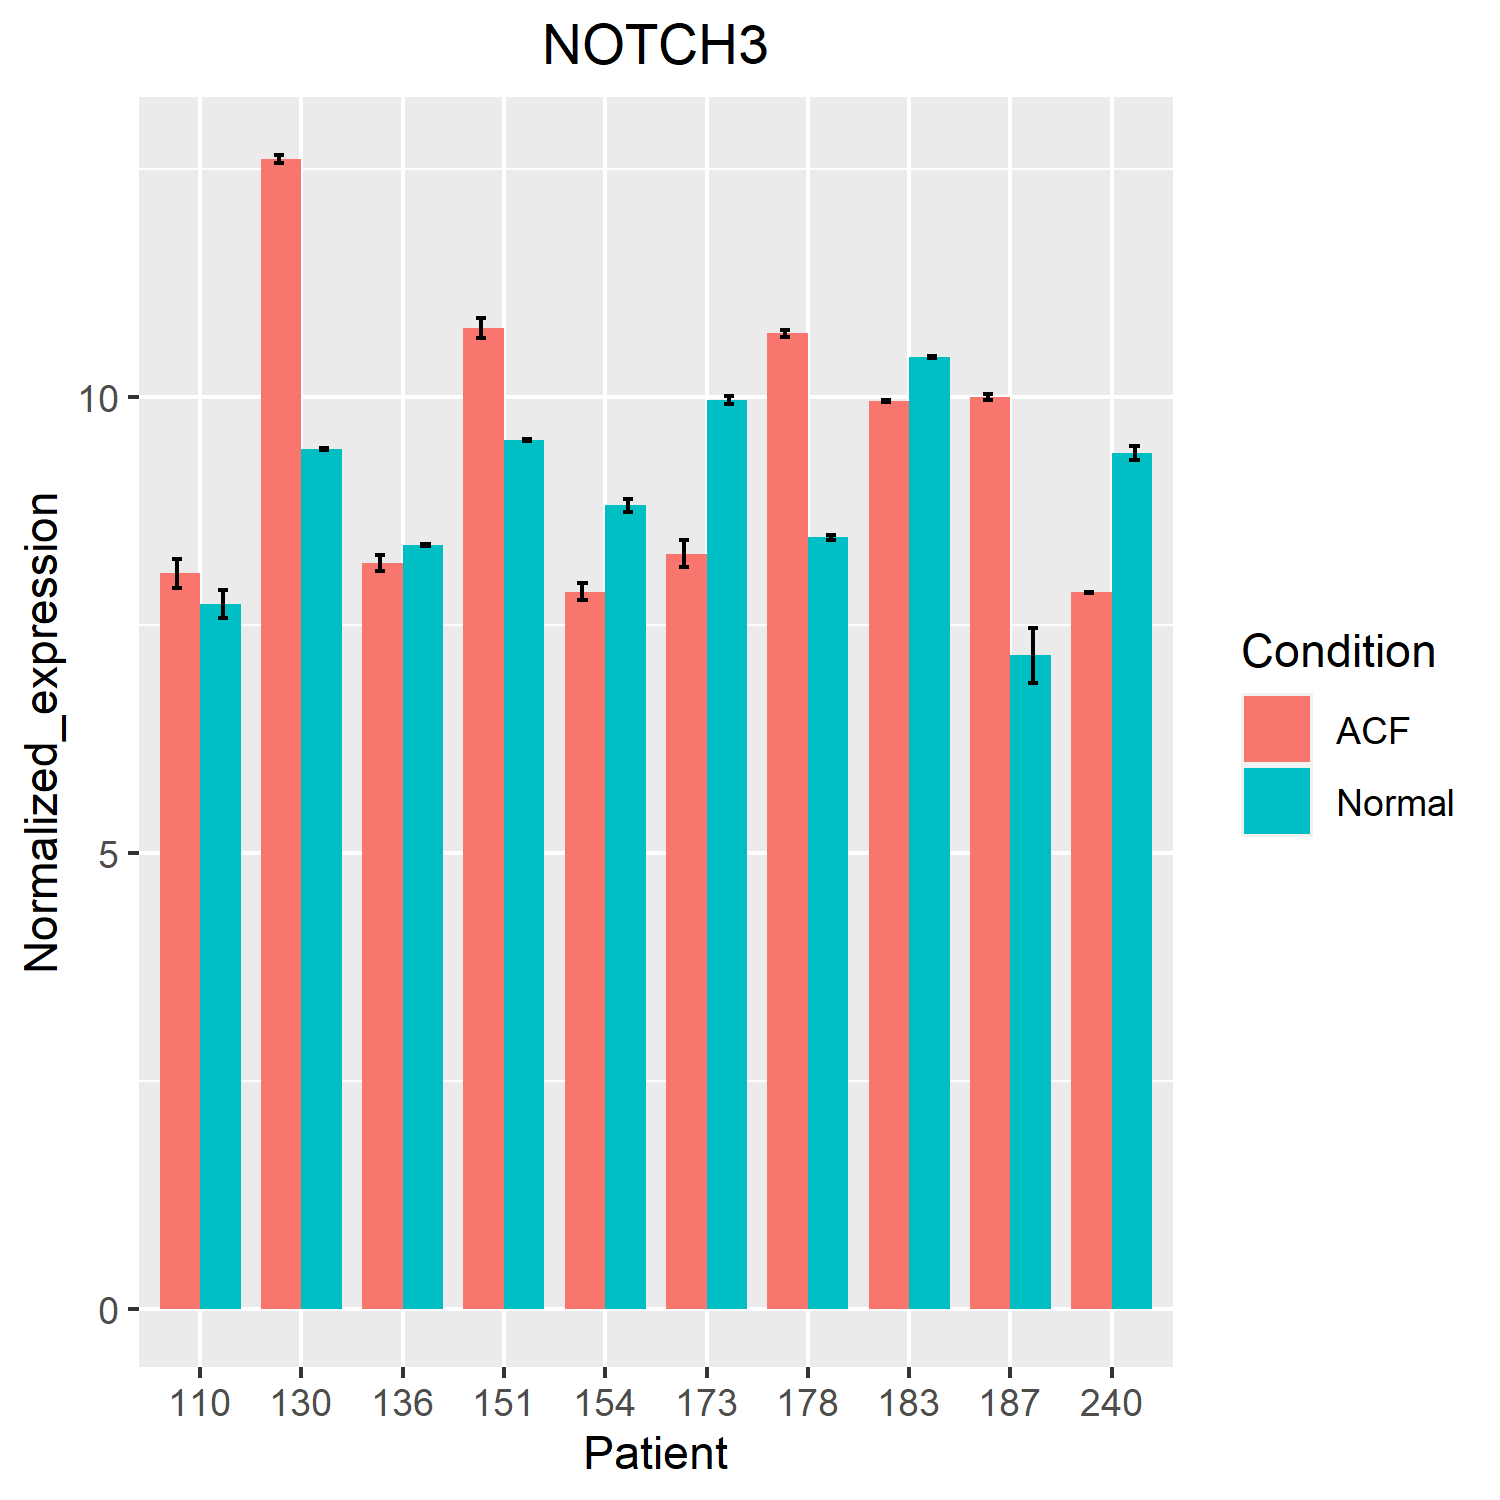 NOTCH3
Normalized_expression
10
5
0
110 130 136 151 154 173 178 183 187 240
Patient
Condition
ACF
Normal